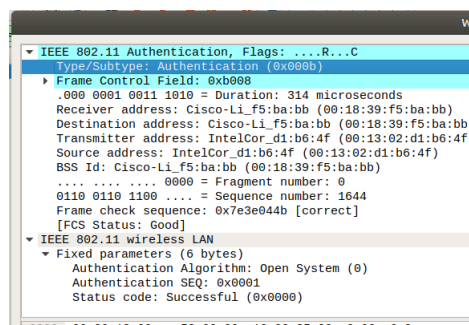 IEEE 802.11 Authentication, Flags: ....R...C
Type/Subtype: Authentication (0x000b)
Frame Control Field: 0xb008
.000 0001 0011 1010 = Duration: 314 microseconds
Receiver address: Cisco-Li_f5:ba:bb (00:18:39:f5:ba:bb)
Destination address: Cisco-Li_f5:ba:bb (00:18:39:f5:ba:bb
Transmitter address: IntelCor_d1:b6:4f (00:13:02:d1:b6:4f
Source address: IntelCor_d1:b6:4f (00:13:02:d1:b6:4f)
BSS Id: Cisco-Li_f5:ba:bb (00:18:39:f5:ba:bb)
.... .... .... 0000 = Fragment number: 0
0110 0110 1100 .... = Sequence number: 1644
Frame check sequence: 0x7e3e044b [correct]
[FCS Status: Good]
IEEE 802.11 wireless LAN
Fixed parameters (6 bytes)
Authentication Algorithm: Open System (0)
Authentication SEQ: 0x0001
Status code: Successful (0x0000)